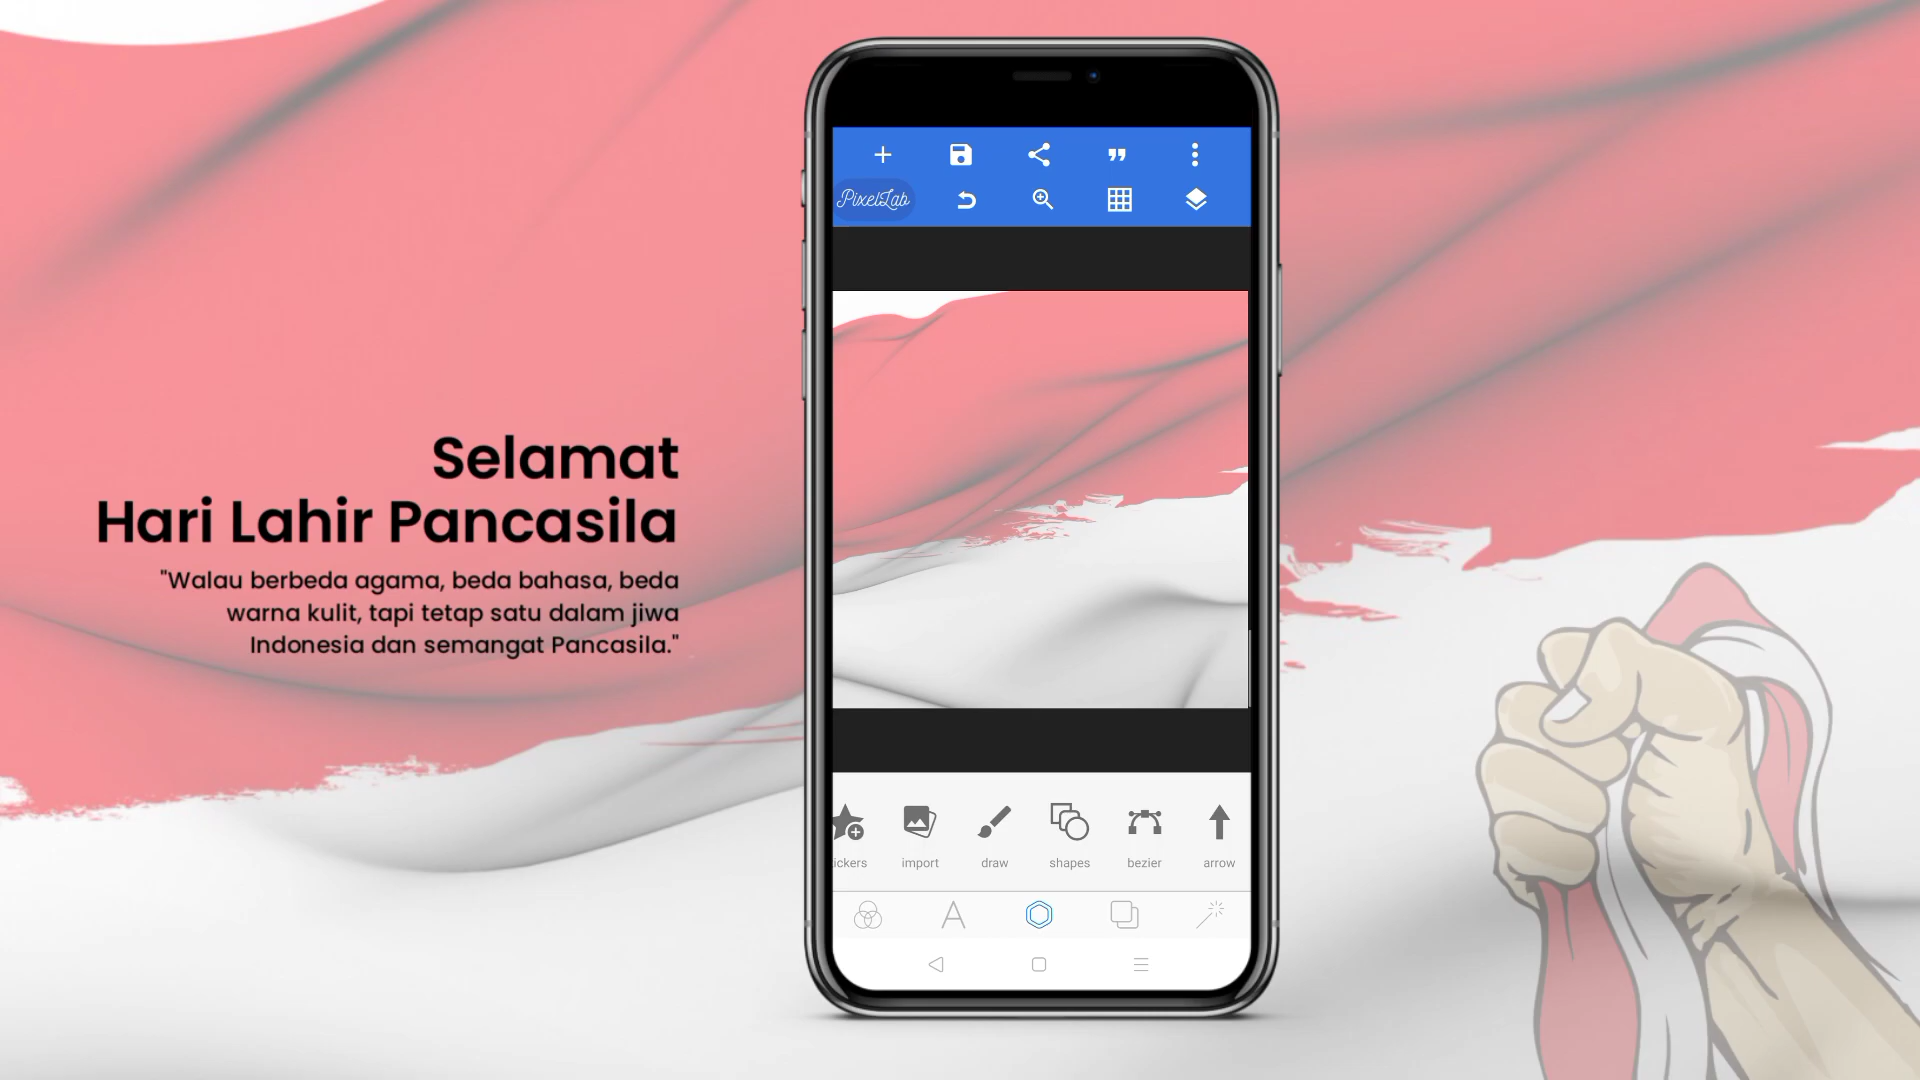 Selamat
Hari Lahir Pancasila
"Walau berbeda agama, beda bahasa, beda
warna kulit, tapi tetap satu dalam jiwa
Indonesia dan semangat Pancasila."
PixelLab
ickers
import
draw
shapes
bezier
arrow